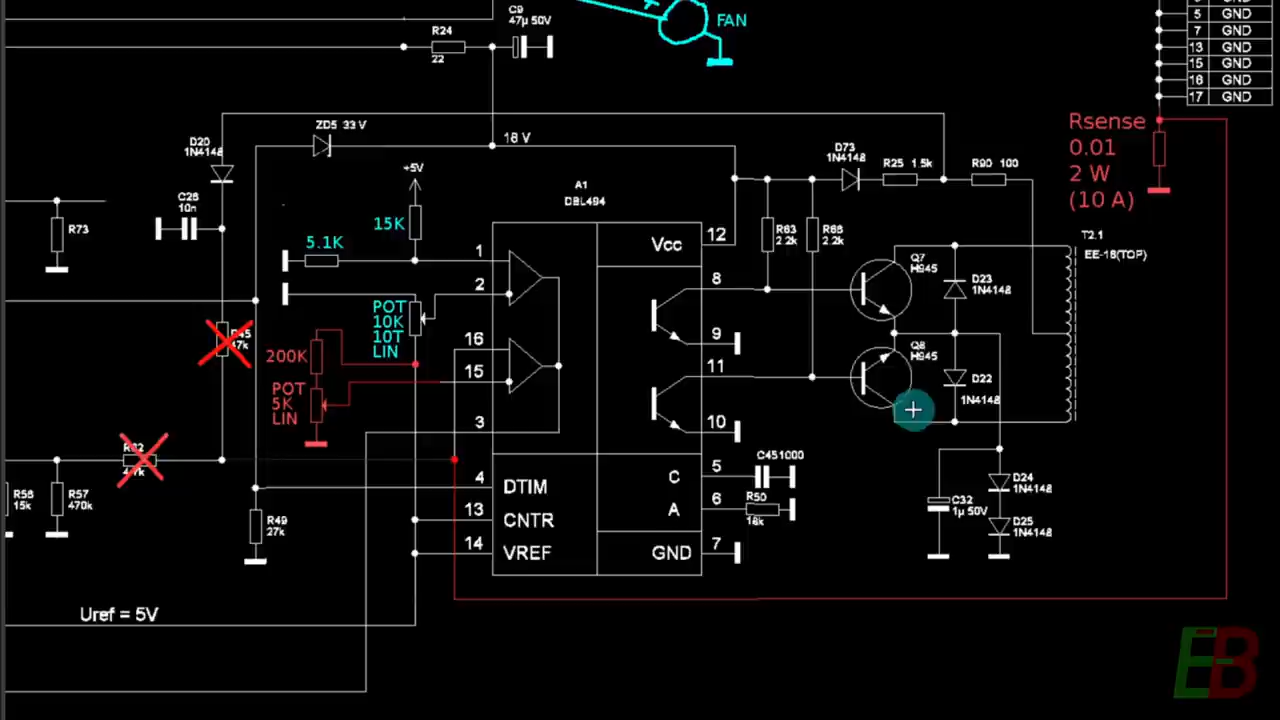 C9
47µ 50V
FAN
R24
22
5 GND
7 GND
13 GND
15 GND
16 GND
17 GND
Rsense
0.01
2 W
(10 A)
ZD5 33 V
18 V
D20
1N4148
D73
1N4148
R25 1.5k
R90 100
+5V
A1
DBL494
C26
10n
R73
15K
5.1K
1
2
16
15
3
4
13
14
DTIM
CNTR
VREF
Vcc
C
A
GND
12
8
9
11
10
5
6
7
R63
2.2k
R66
2.2k
T2.1
EE-16(TOP)
Q7
H945
D23
1N4148
Q8
H945
D22
1N4148
POT
10K
10T
LIN
200K
POT
5K
LIN
47k
R56
15k
R57
470k
R49
27k
C451000
R50
16k
D24
1N4148
C32
1µ 50V
D25
1N4148
Uref = 5V
EB